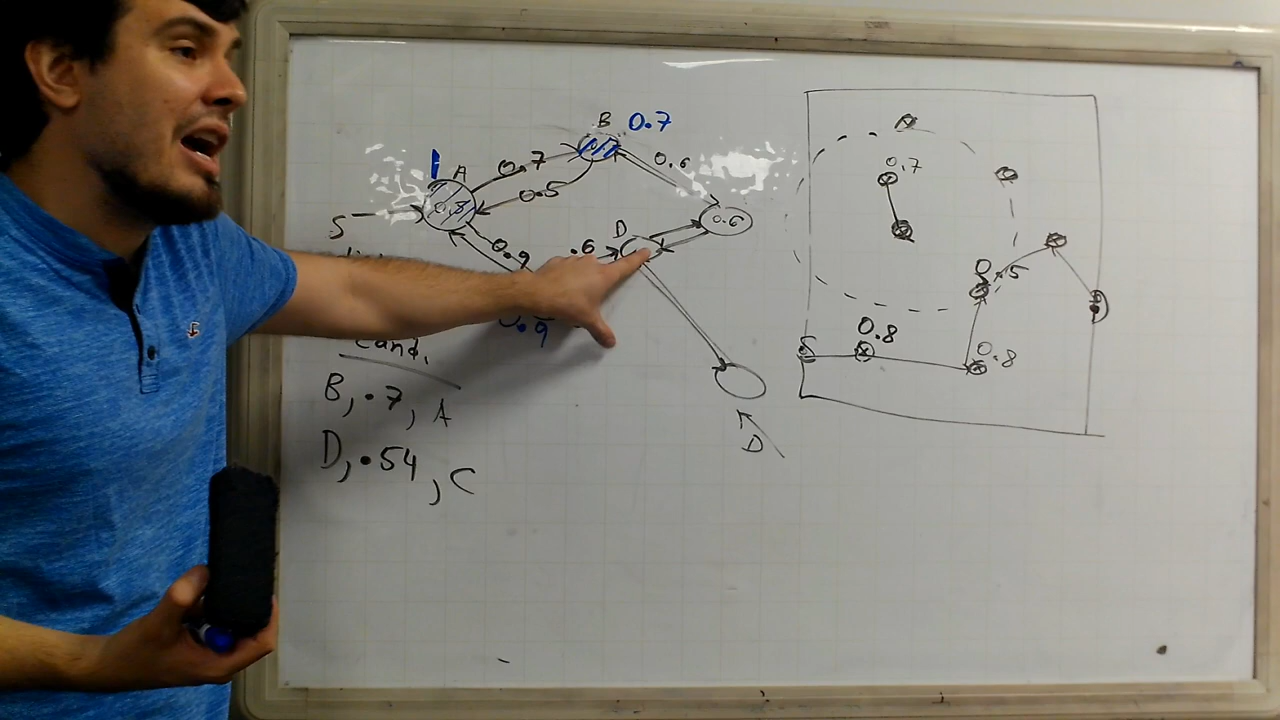 B 0.7
A 0.7 0.6
0.8 0.5
S
D 0.6
0.9 .6
0.9
Cand.
B, .7, A
D, .54, C
D
0.7
0.5
0.8
S 0.8